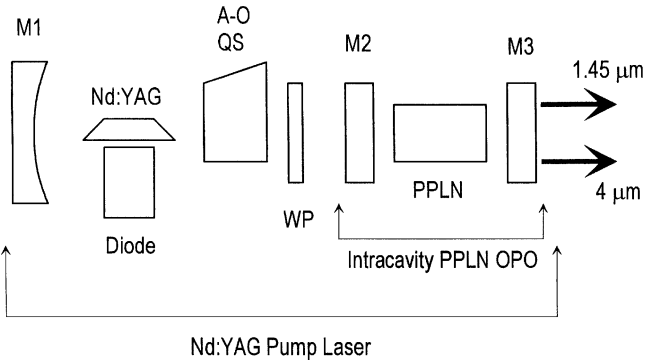 M1
A-O
QS
M2
M3
1.45 μm
Nd:YAG
4 μm
PPLN
WP
Diode
Intracavity PPLN OPO
Nd:YAG Pump Laser